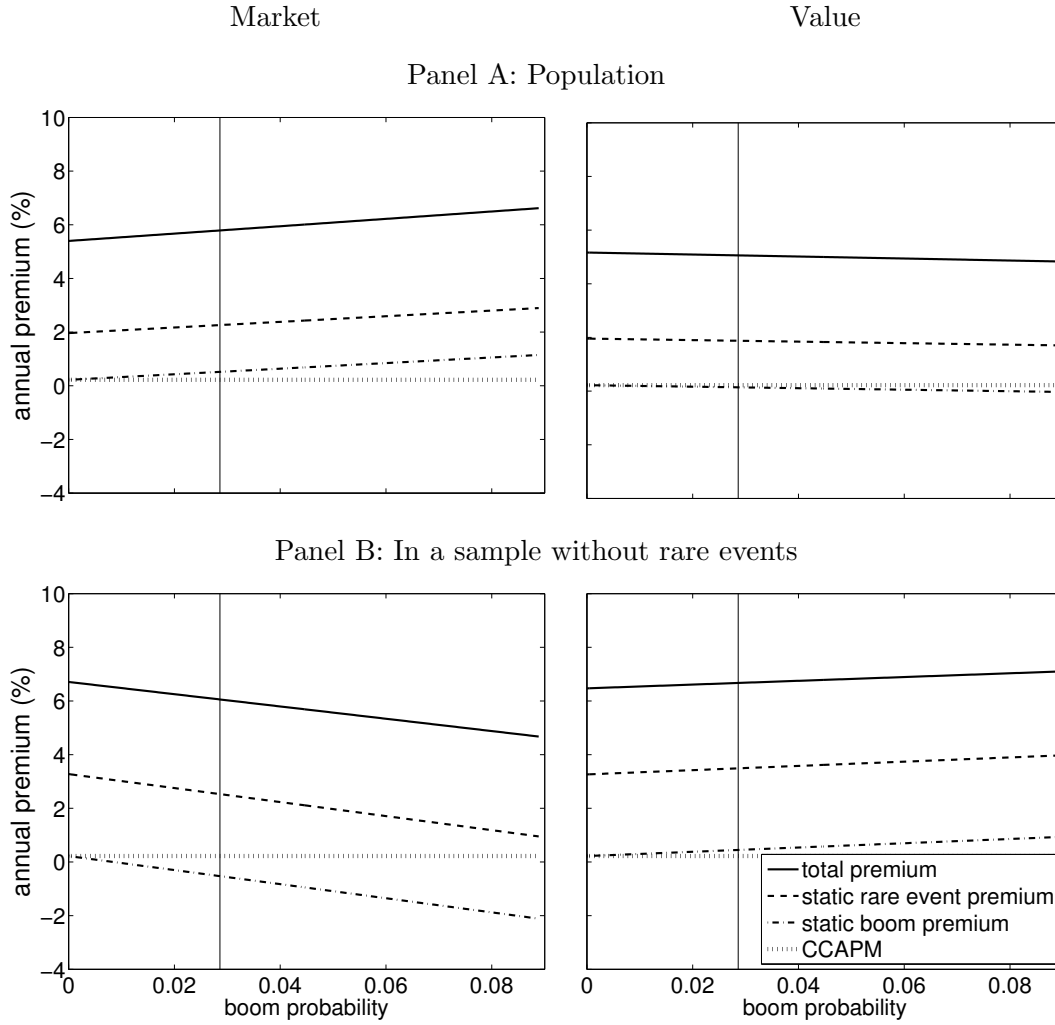 Market Value
Panel A: Population
annual premium (%)
10
8
6
4
2
0
−2
−4
Panel B: In a sample without rare events
annual premium (%)
10
8
6
4
2
0
−2
−4
total premium
static rare event premium
static boom premium
CCAPM
0 0.02 0.04 0.06 0.08 0 0.02 0.04 0.06 0.08
boom probability boom probability